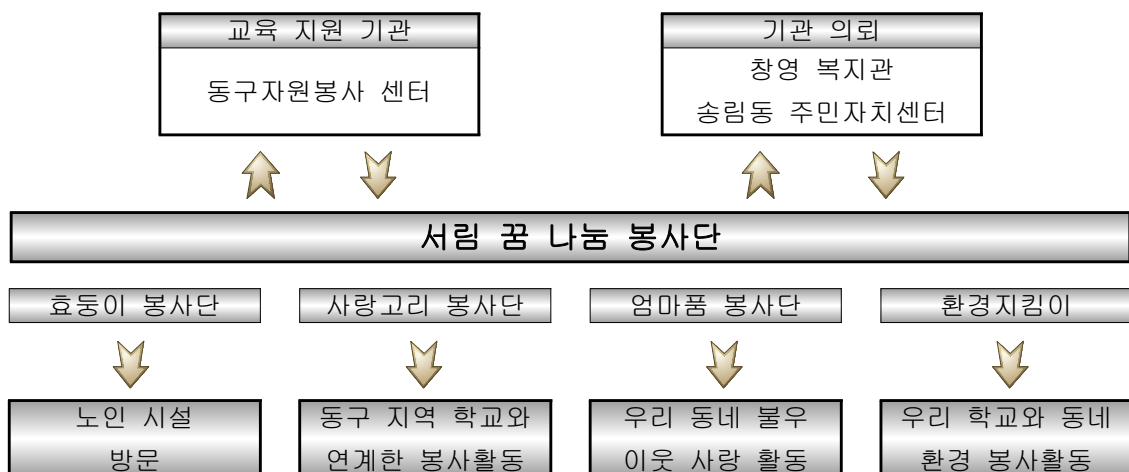 교육 지원 기관
동구자원봉사 센터
기관 의뢰
창영 복지관
송림동 주민자치센터
서림 꿈 나눔 봉사단
효둥이 봉사단
사랑고리 봉사단
엄마품 봉사단
환경지킴이
노인 시설
방문
동구 지역 학교와
연계한 봉사활동
우리 동네 불우
이웃 사랑 활동
우리 학교와 동네
환경 봉사활동